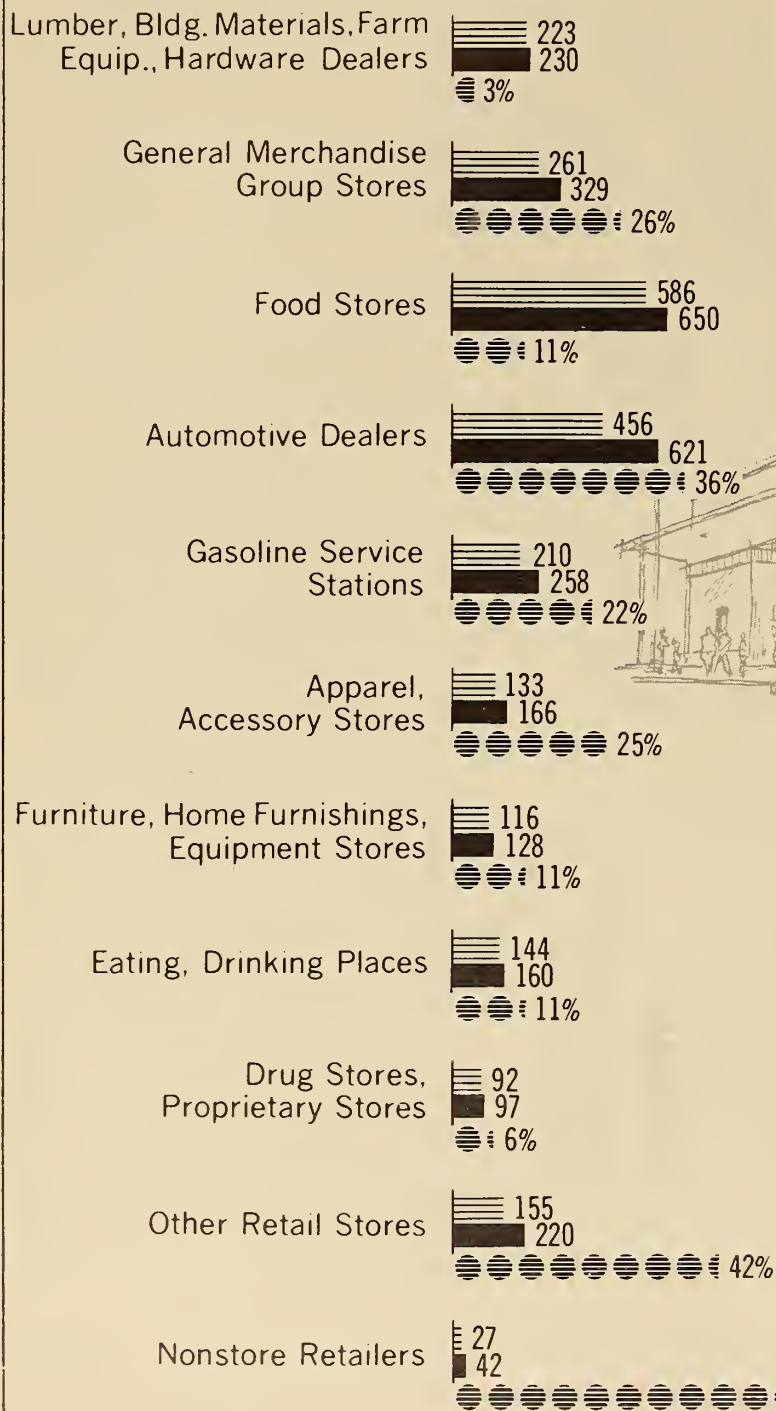 Lumber, Bldg. Materials, Farm
Equip., Hardware Dealers
223
230
3%
General Merchandise
Group Stores
261
329
26%
Food Stores
586
650
11%
Automotive Dealers
456
621
36%
Gasoline Service
Stations
210
258
22%
Apparel,
Accessory Stores
133
166
25%
Furniture, Home Furnishings,
Equipment Stores
116
128
11%
Eating, Drinking Places
144
160
11%
Drug Stores,
Proprietary Stores
92
97
6%
Other Retail Stores
155
220
42%
Nonstore Retailers
27
42